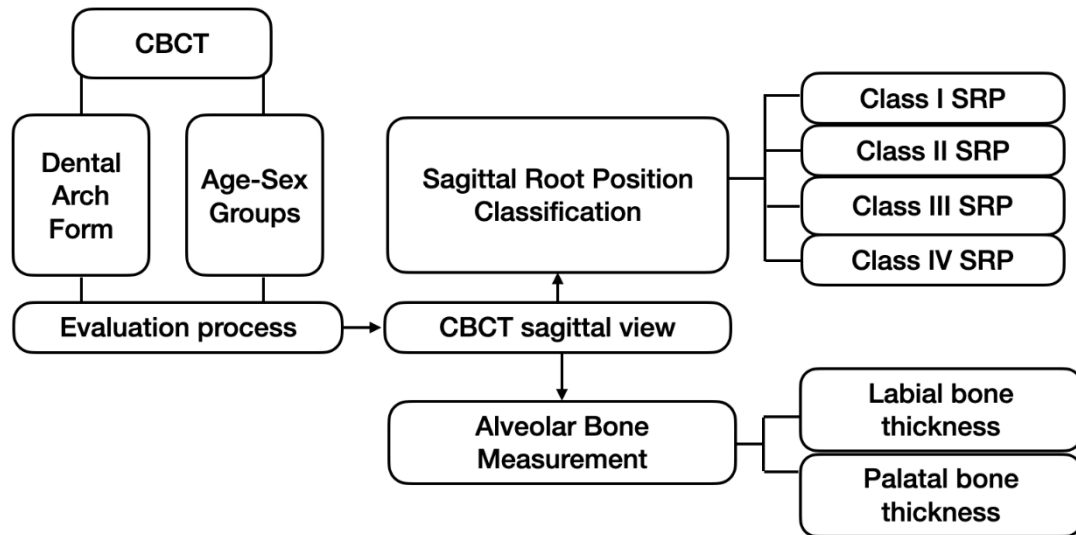 CBCT
Dental
Arch
Form
Age-Sex
Groups
Evaluation process
CBCT sagittal view
Sagittal Root Position
Classification
Class I SRP
Class II SRP
Class III SRP
Class IV SRP
Alveolar Bone
Measurement
Labial bone
thickness
Palatal bone
thickness